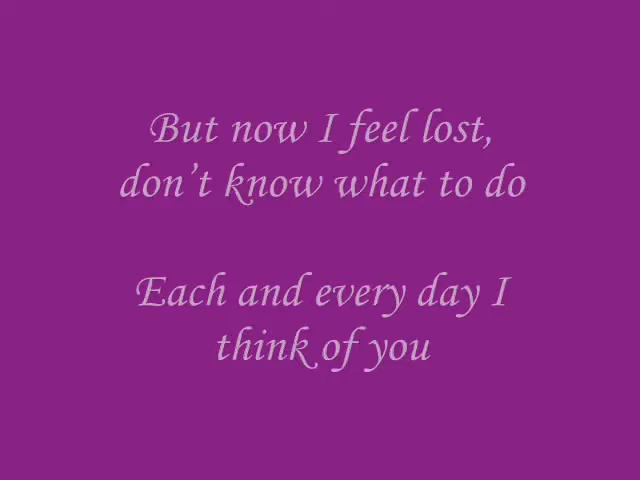 But now I feel lost,
don’t know what to do
Each and every day I
think of you